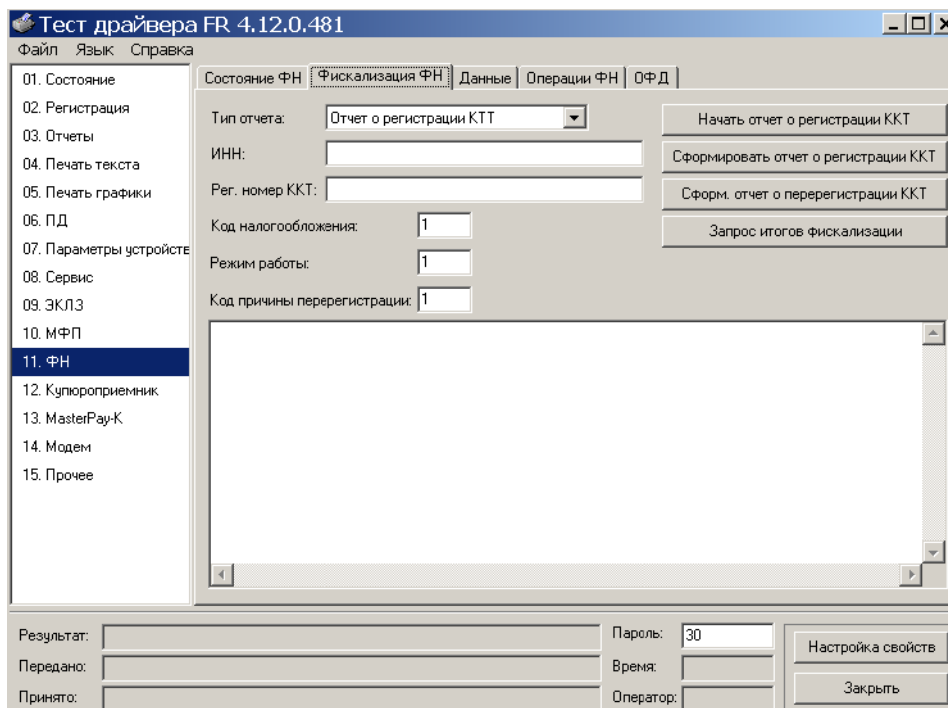 Тест драйвера FR 4.12.0.481
Файл Язык Справка
01. Состояние
02. Регистрация
03. Отчеты
04. Печать текста
05. Печать графики
06. ПД
07. Параметры устройств
08. Сервис
09. ЭКЛЗ
10. МФП
11. ФН
12. Купюроприемник
13. MasterPay-K
14. Модем
15. Прочее
Состояние ФН Фискализация ФН Данные Операции ФН ОФД
Тип отчета: Отчет о регистрации КТТ
ИНН:
Рег. номер ККТ:
Код налогообложения: 1
Режим работы: 1
Код причины перерегистрации: 1
Начать отчет о регистрации ККТ
Сформировать отчет о регистрации ККТ
Сформ. отчет о перерегистрации ККТ
Запрос итогов фискализации
Результат:
Передано:
Принято:
Пароль: 30
Время:
Оператор:
Настройка свойств
Закрыть